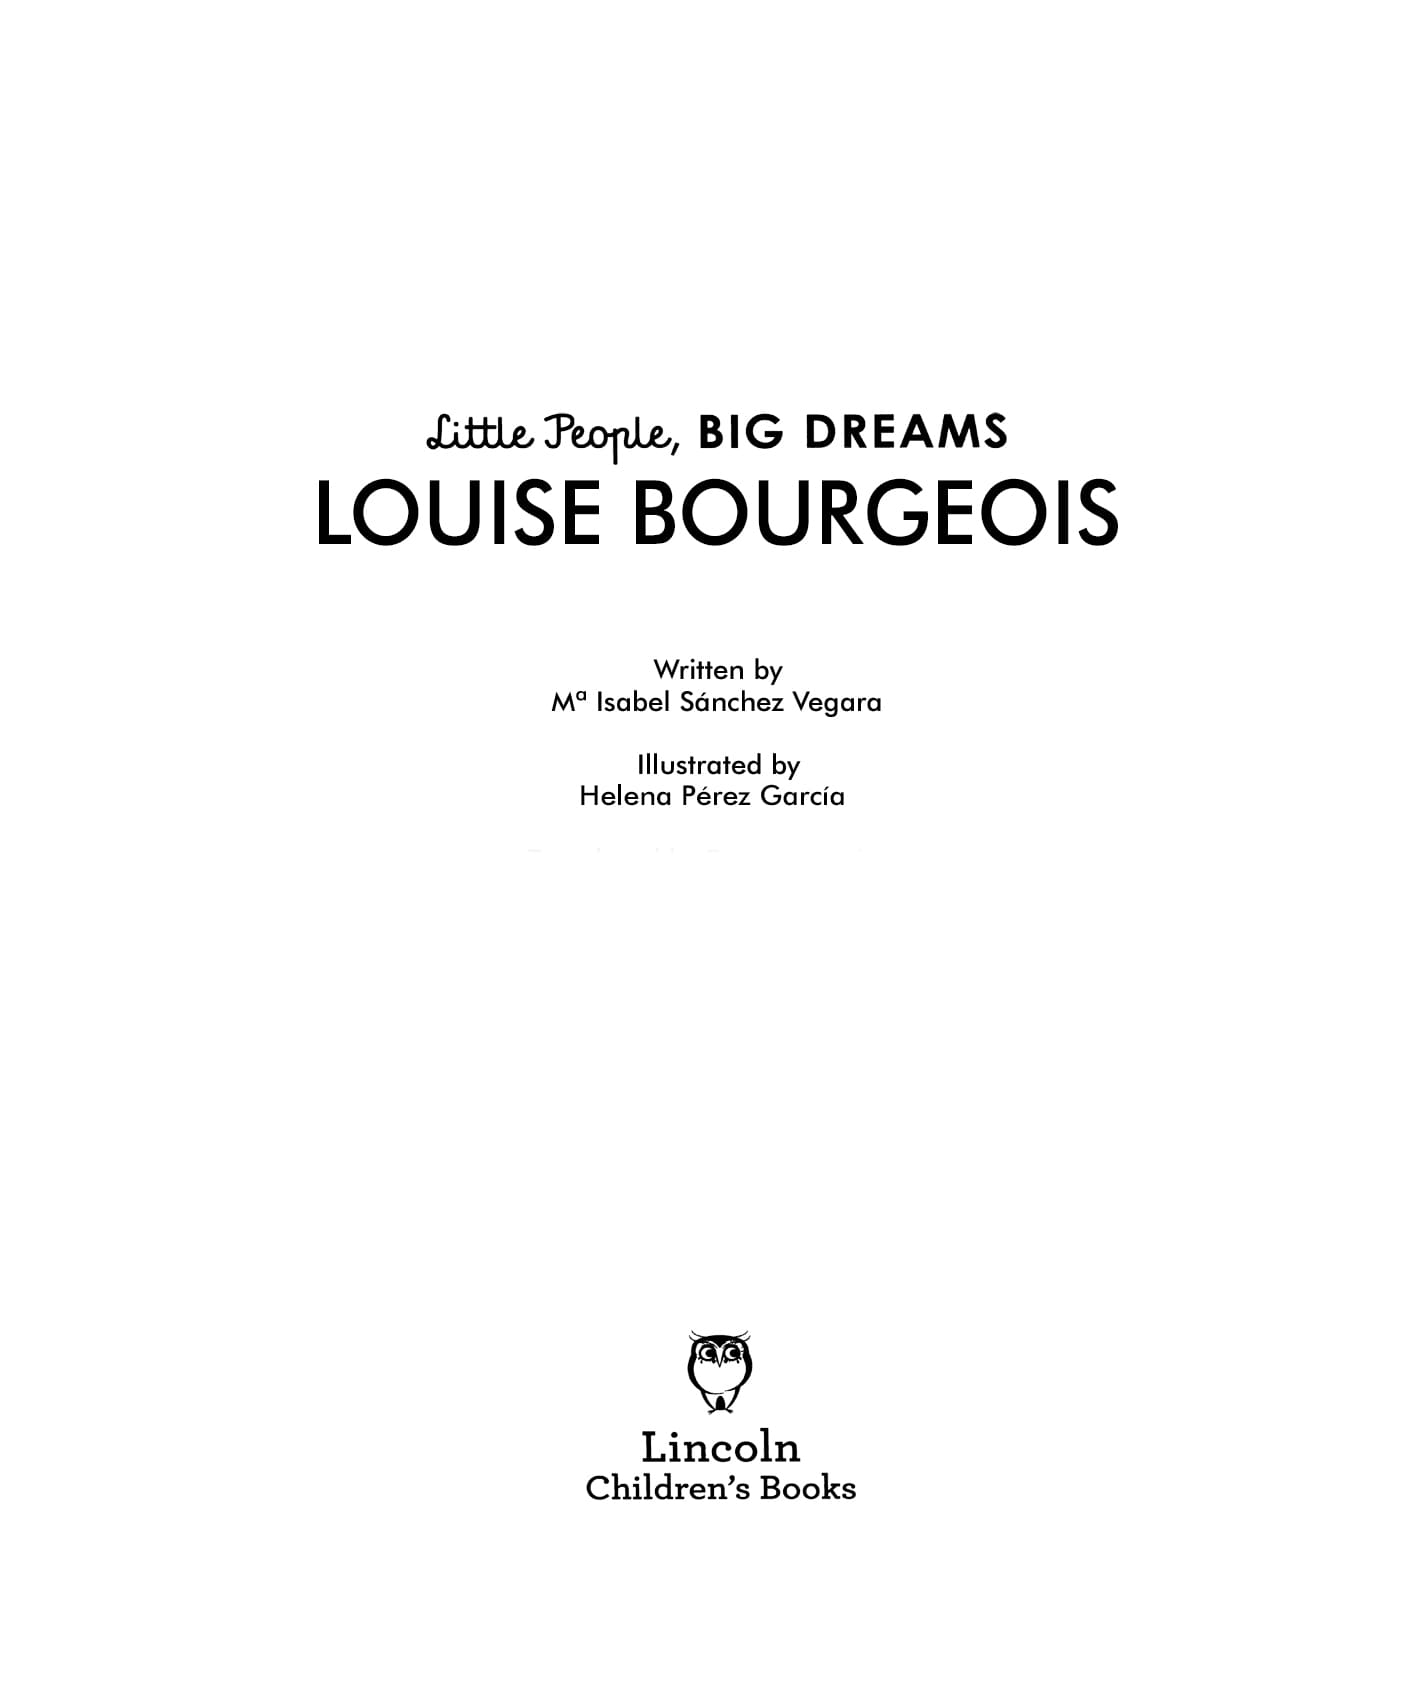 Little People, BIG DREAMS
LOUISE BOURGEOIS
Written by
Mª Isabel Sánchez Vegara
Illustrated by
Helena Pérez García
Lincoln
Children’s Books